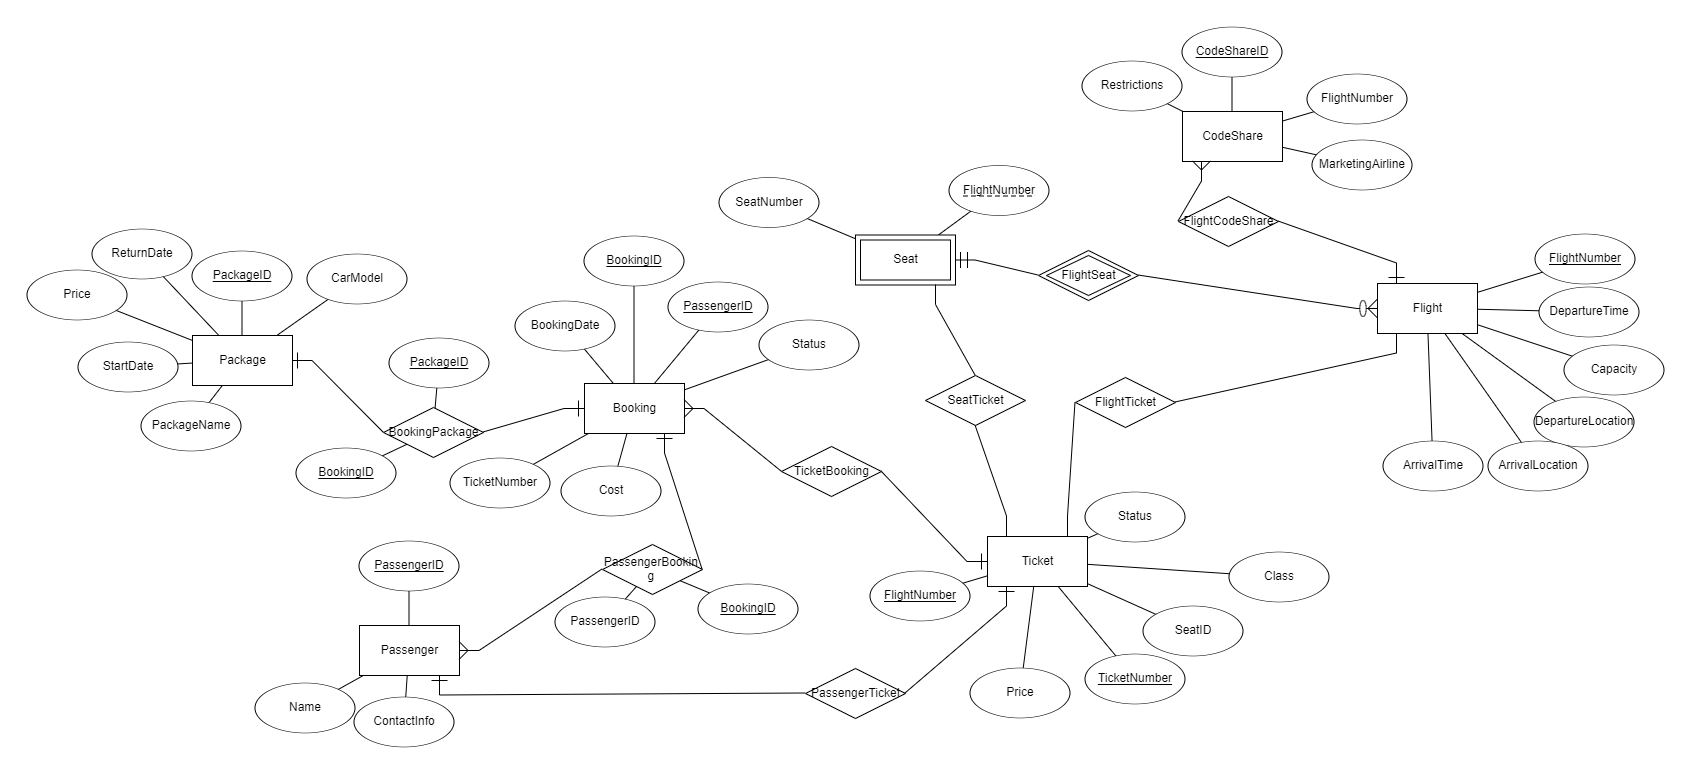 CodeShareID
Restrictions
FlightNumber
CodeShare
MarketingAirline
FlightCodeShare
SeatNumber
FlightNumber
Seat
FlightSeat
FlightNumber
DepartureTime
Flight
Capacity
DepartureLocation
ArrivalTime
ArrivalLocation
ReturnDate
PackageID
CarModel
Price
StartDate
Package
PackageName
PackageID
BookingPackage
BookingID
BookingID
BookingDate
PassengerID
Status
Booking
TicketNumber
Cost
SeatTicket
FlightTicket
TicketBooking
Status
Ticket
Class
FlightNumber
SeatID
TicketNumber
Price
PassengerBookin
g
PassengerID
BookingID
PassengerID
Passenger
Name
ContactInfo
PassengerTicket